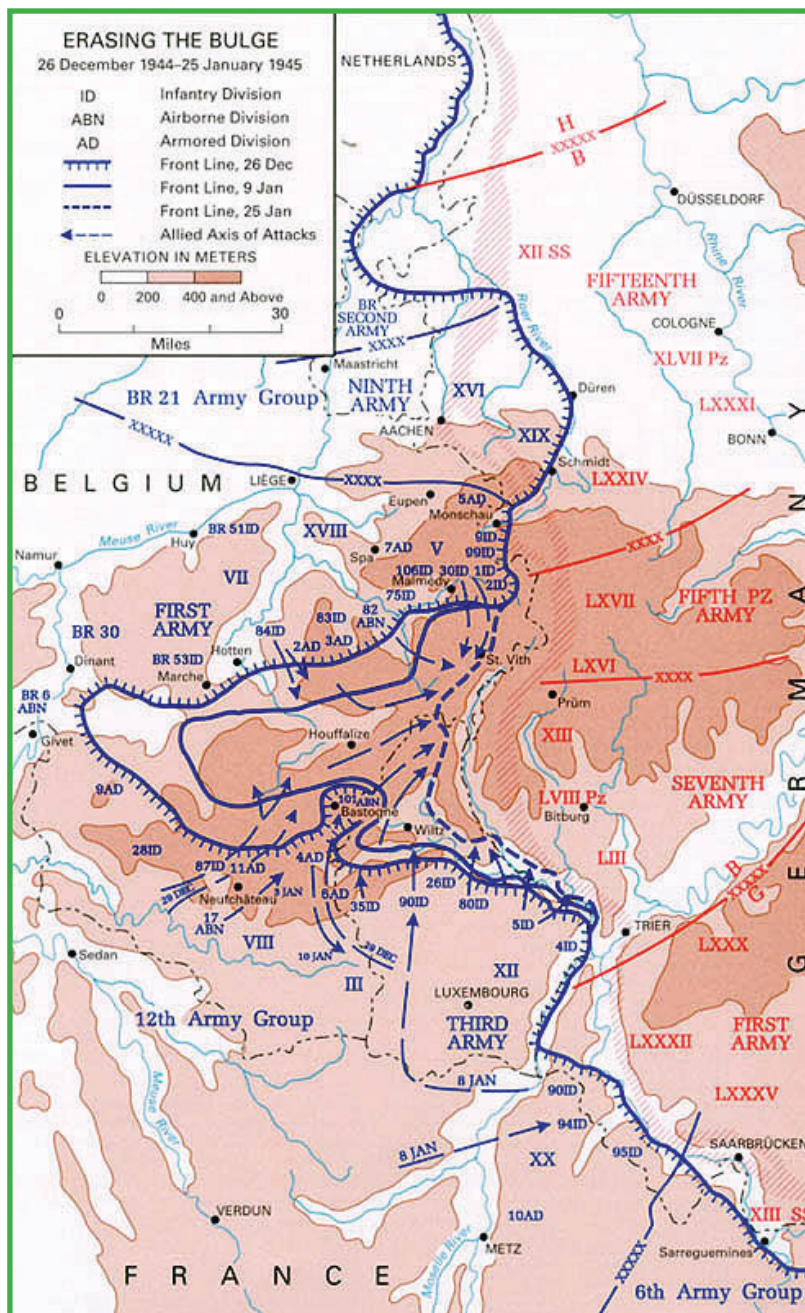 ERASING THE BULGE
26 December 1944–25 January 1945
ID Infantry Division
ABN Airborne Division
AD Armored Division
Front Line, 26 Dec
Front Line, 9 Jan
Front Line, 25 Jan
Allied Axis of Attacks
ELEVATION IN METERS
0 200 400 and Above
0 30
Miles
NETHERLANDS
H
XXXXX
B
DÜSSELDORF
Rhine River
XII SS
FIFTEENTH
ARMY
BR
SECOND
ARMY
XXXX
Roer River
COLOGNE
Maastricht
XLVII Pz
BR 21 Army Group
NINTH
ARMY
XVI
Düren
LXXXI
AACHEN
BONN
XXXXX
XIX
BELGIUM
LIÈGE
XXXX
Schmidt
LXXIV
Eupen
5AD
Monschau
Meuse River
BR 51ID
XVIII
Huy
9ID
99ID
XXXX
Namur
Spa
7AD
V
VII
106ID
30ID
1ID
Malmédy
2ID
75ID
LXVII
FIFTH PZ
ARMY
FIRST
ARMY
82
ABN
83ID
3AD
84ID
2AD
BR 30
Hotten
BR 53ID
Marche
Dinant
St. Vith
LXVI
XXXX
BR 6
ABN
Prüm
Givet
Houffalize
XIII
SEVENTH
ARMY
9AD
101
ABN
Bastogne
LVIII Pz
Bitburg
Wiltz
28ID
87ID
11AD
4AD
LIII
GERMANY
29 DEC
Neufchâteau
3 JAN
6AD
35ID
26ID
90ID
80ID
5ID
B
XXXXX
G
17
ABN
VIII
4ID
TRIER
LXXX
Sedan
10 JAN
29 DEC
III
XII
LUXEMBOURG
12th Army Group
THIRD
ARMY
LXXXII
FIRST
ARMY
8 JAN
90ID
LXXXV
Meuse River
94ID
8 JAN
95ID
SAARBRÜCKEN
XX
VERDUN
10AD
XIII SS
METZ
Moselle River
Sarreguemines
XXXXX
FRANCE
6th Army Group